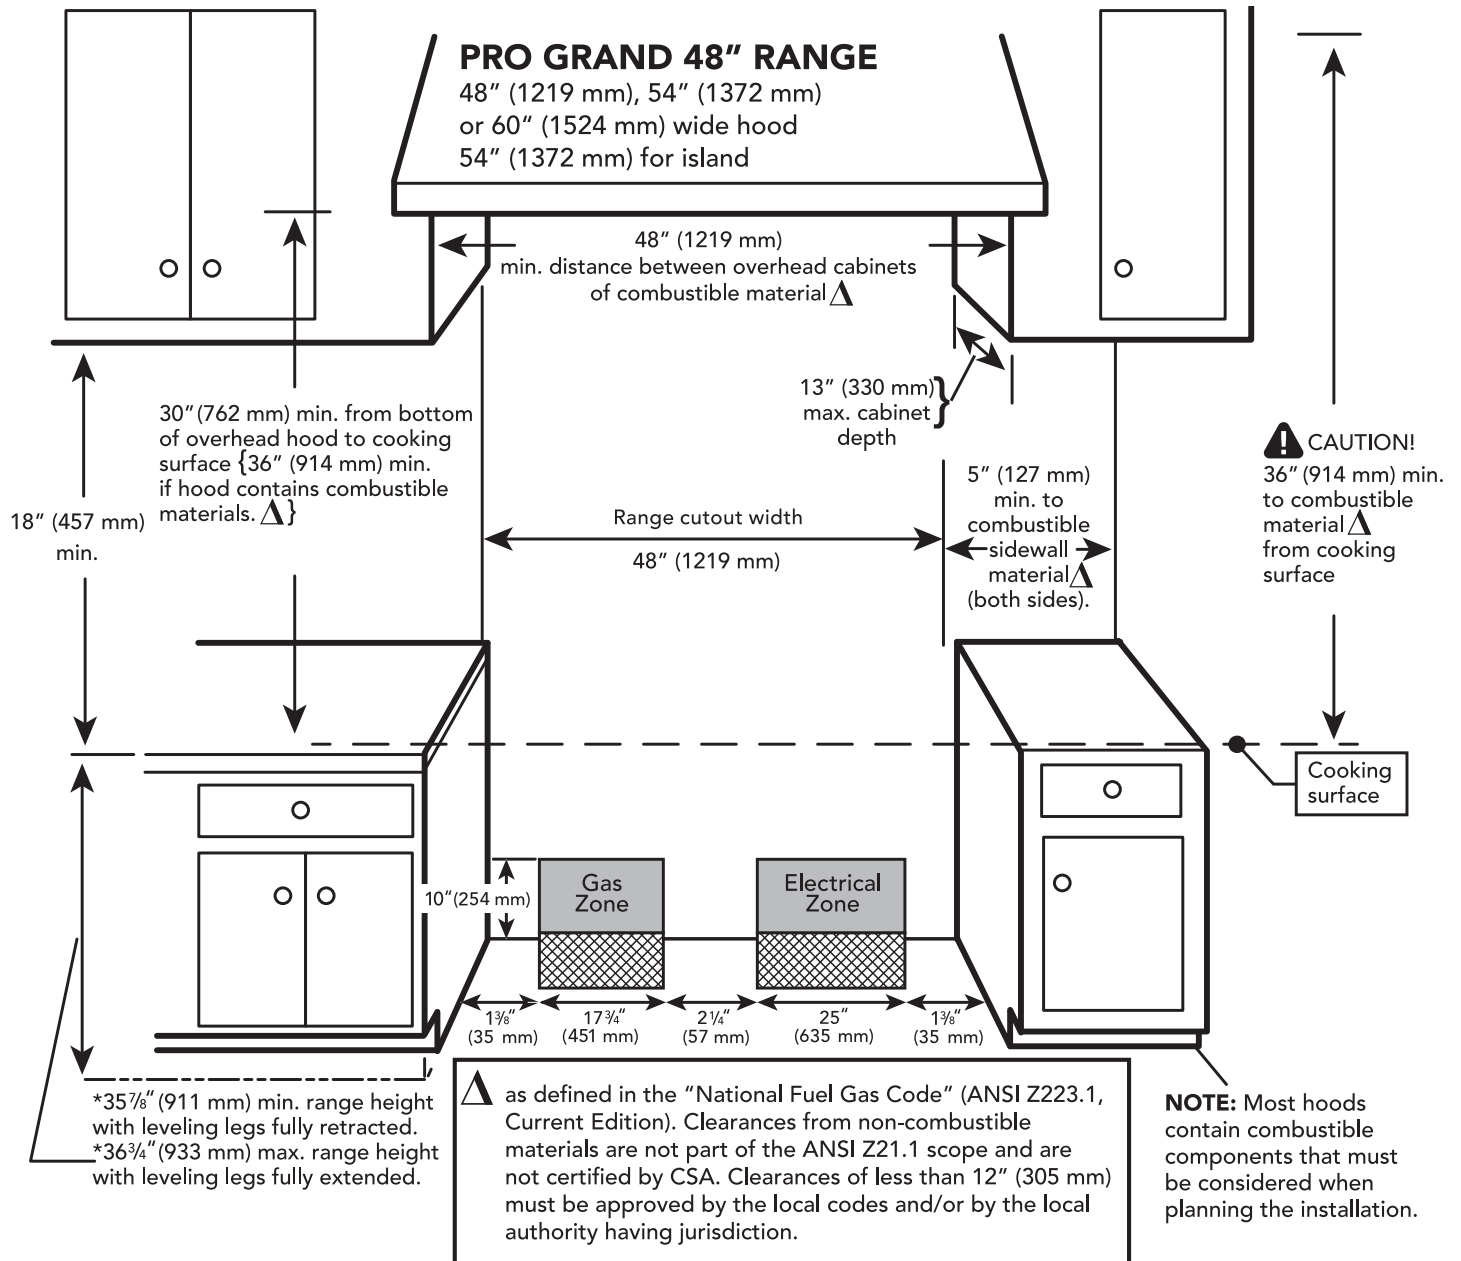 PRO GRAND 48” RANGE
48” (1219 mm), 54” (1372 mm)
or 60“ (1524 mm) wide hood
54” (1372 mm) for island
48” (1219 mm)
min. distance between overhead cabinets
of combustible material Δ
13” (330 mm)
max. cabinet
depth
}
30”(762 mm) min. from bottom
of overhead hood to cooking
surface {36” (914 mm) min.
if hood contains combustible
materials. Δ}
18” (457 mm)
min.
Range cutout width
48” (1219 mm)
5” (127 mm)
min. to
combustible
sidewall
material Δ
(both sides).
! CAUTION!
36” (914 mm) min.
to combustible
material Δ
from cooking
surface
Cooking
surface
10“(254 mm)
Gas
Zone
Electrical
Zone
1⅜“
(35 mm)
17¾“
(451 mm)
2¼“
(57 mm)
25“
(635 mm)
1⅜“
(35 mm)
*35⅞“(911 mm) min. range height
with leveling legs fully retracted.
*36¾“(933 mm) max. range height
with leveling legs fully extended.
Δ as defined in the “National Fuel Gas Code” (ANSI Z223.1,
Current Edition). Clearances from non-combustible
materials are not part of the ANSI Z21.1 scope and are
not certified by CSA. Clearances of less than 12” (305 mm)
must be approved by the local codes and/or by the local
authority having jurisdiction.
NOTE: Most hoods
contain combustible
components that must
be considered when
planning the installation.